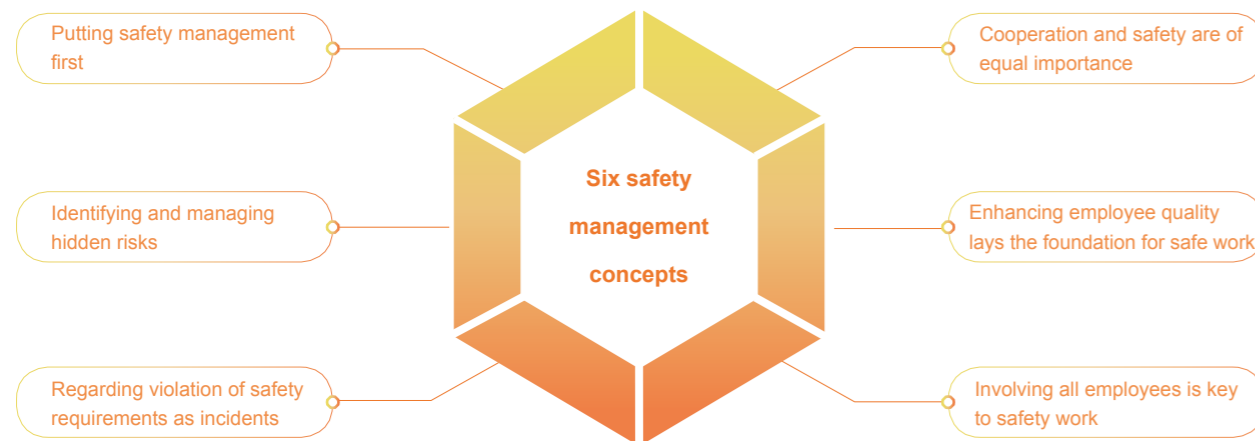 Putting safety management
first
Cooperation and safety are of
equal importance
Six safety
management
concepts
Identifying and managing
hidden risks
Enhancing employee quality
lays the foundation for safe work
Regarding violation of safety
requirements as incidents
Involving all employees is key
to safety work